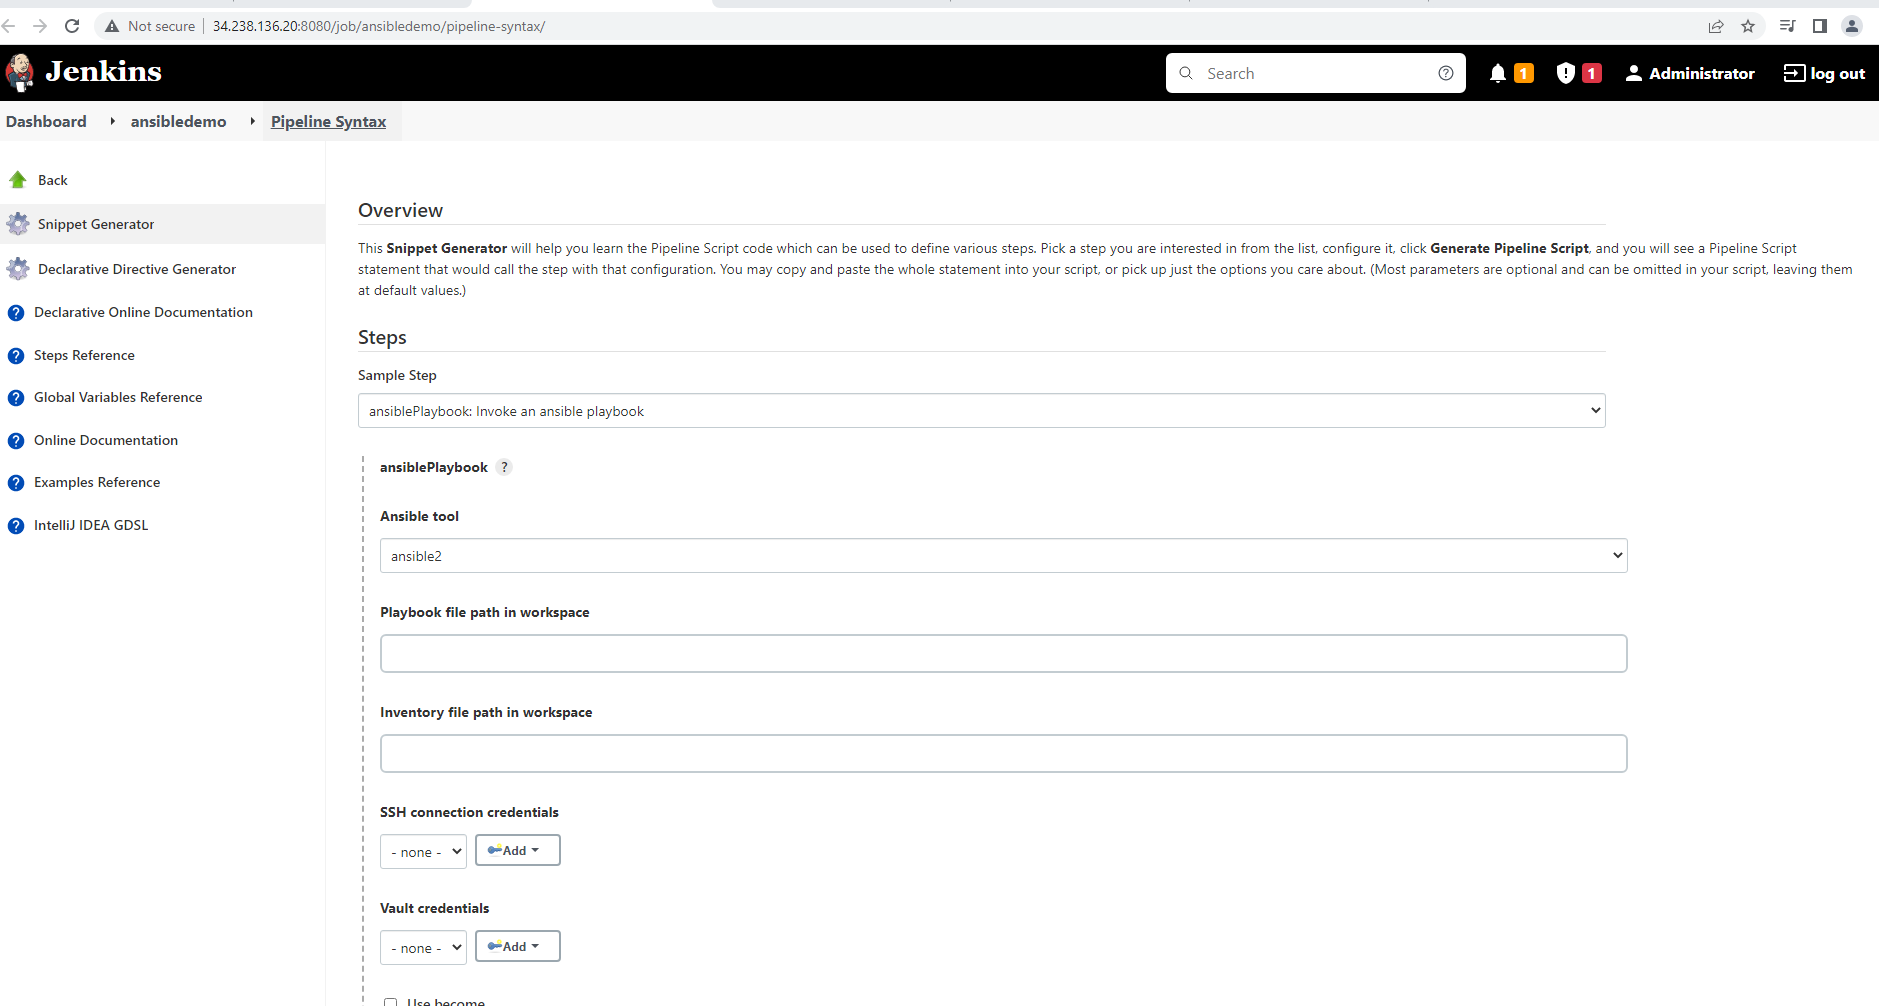 Not secure | 34.238.136.20:8080/job/ansibledemo/pipeline-syntax/
Jenkins
Search
1
1
Administrator
log out
Dashboard
ansibledemo
Pipeline Syntax
Back
Snippet Generator
Declarative Directive Generator
Declarative Online Documentation
Steps Reference
Global Variables Reference
Online Documentation
Examples Reference
IntelliJ IDEA GDSL
Overview
This Snippet Generator will help you learn the Pipeline Script code which can be used to define various steps. Pick a step you are interested in from the list, configure it, click Generate Pipeline Script, and you will see a Pipeline Script
statement that would call the step with that configuration. You may copy and paste the whole statement into your script, or pick up just the options you care about. (Most parameters are optional and can be omitted in your script, leaving them
at default values.)
Steps
Sample Step
ansiblePlaybook: Invoke an ansible playbook
ansiblePlaybook ?
Ansible tool
ansible2
Playbook file path in workspace
Inventory file path in workspace
SSH connection credentials
- none -
Add
Vault credentials
- none -
Add
Use become